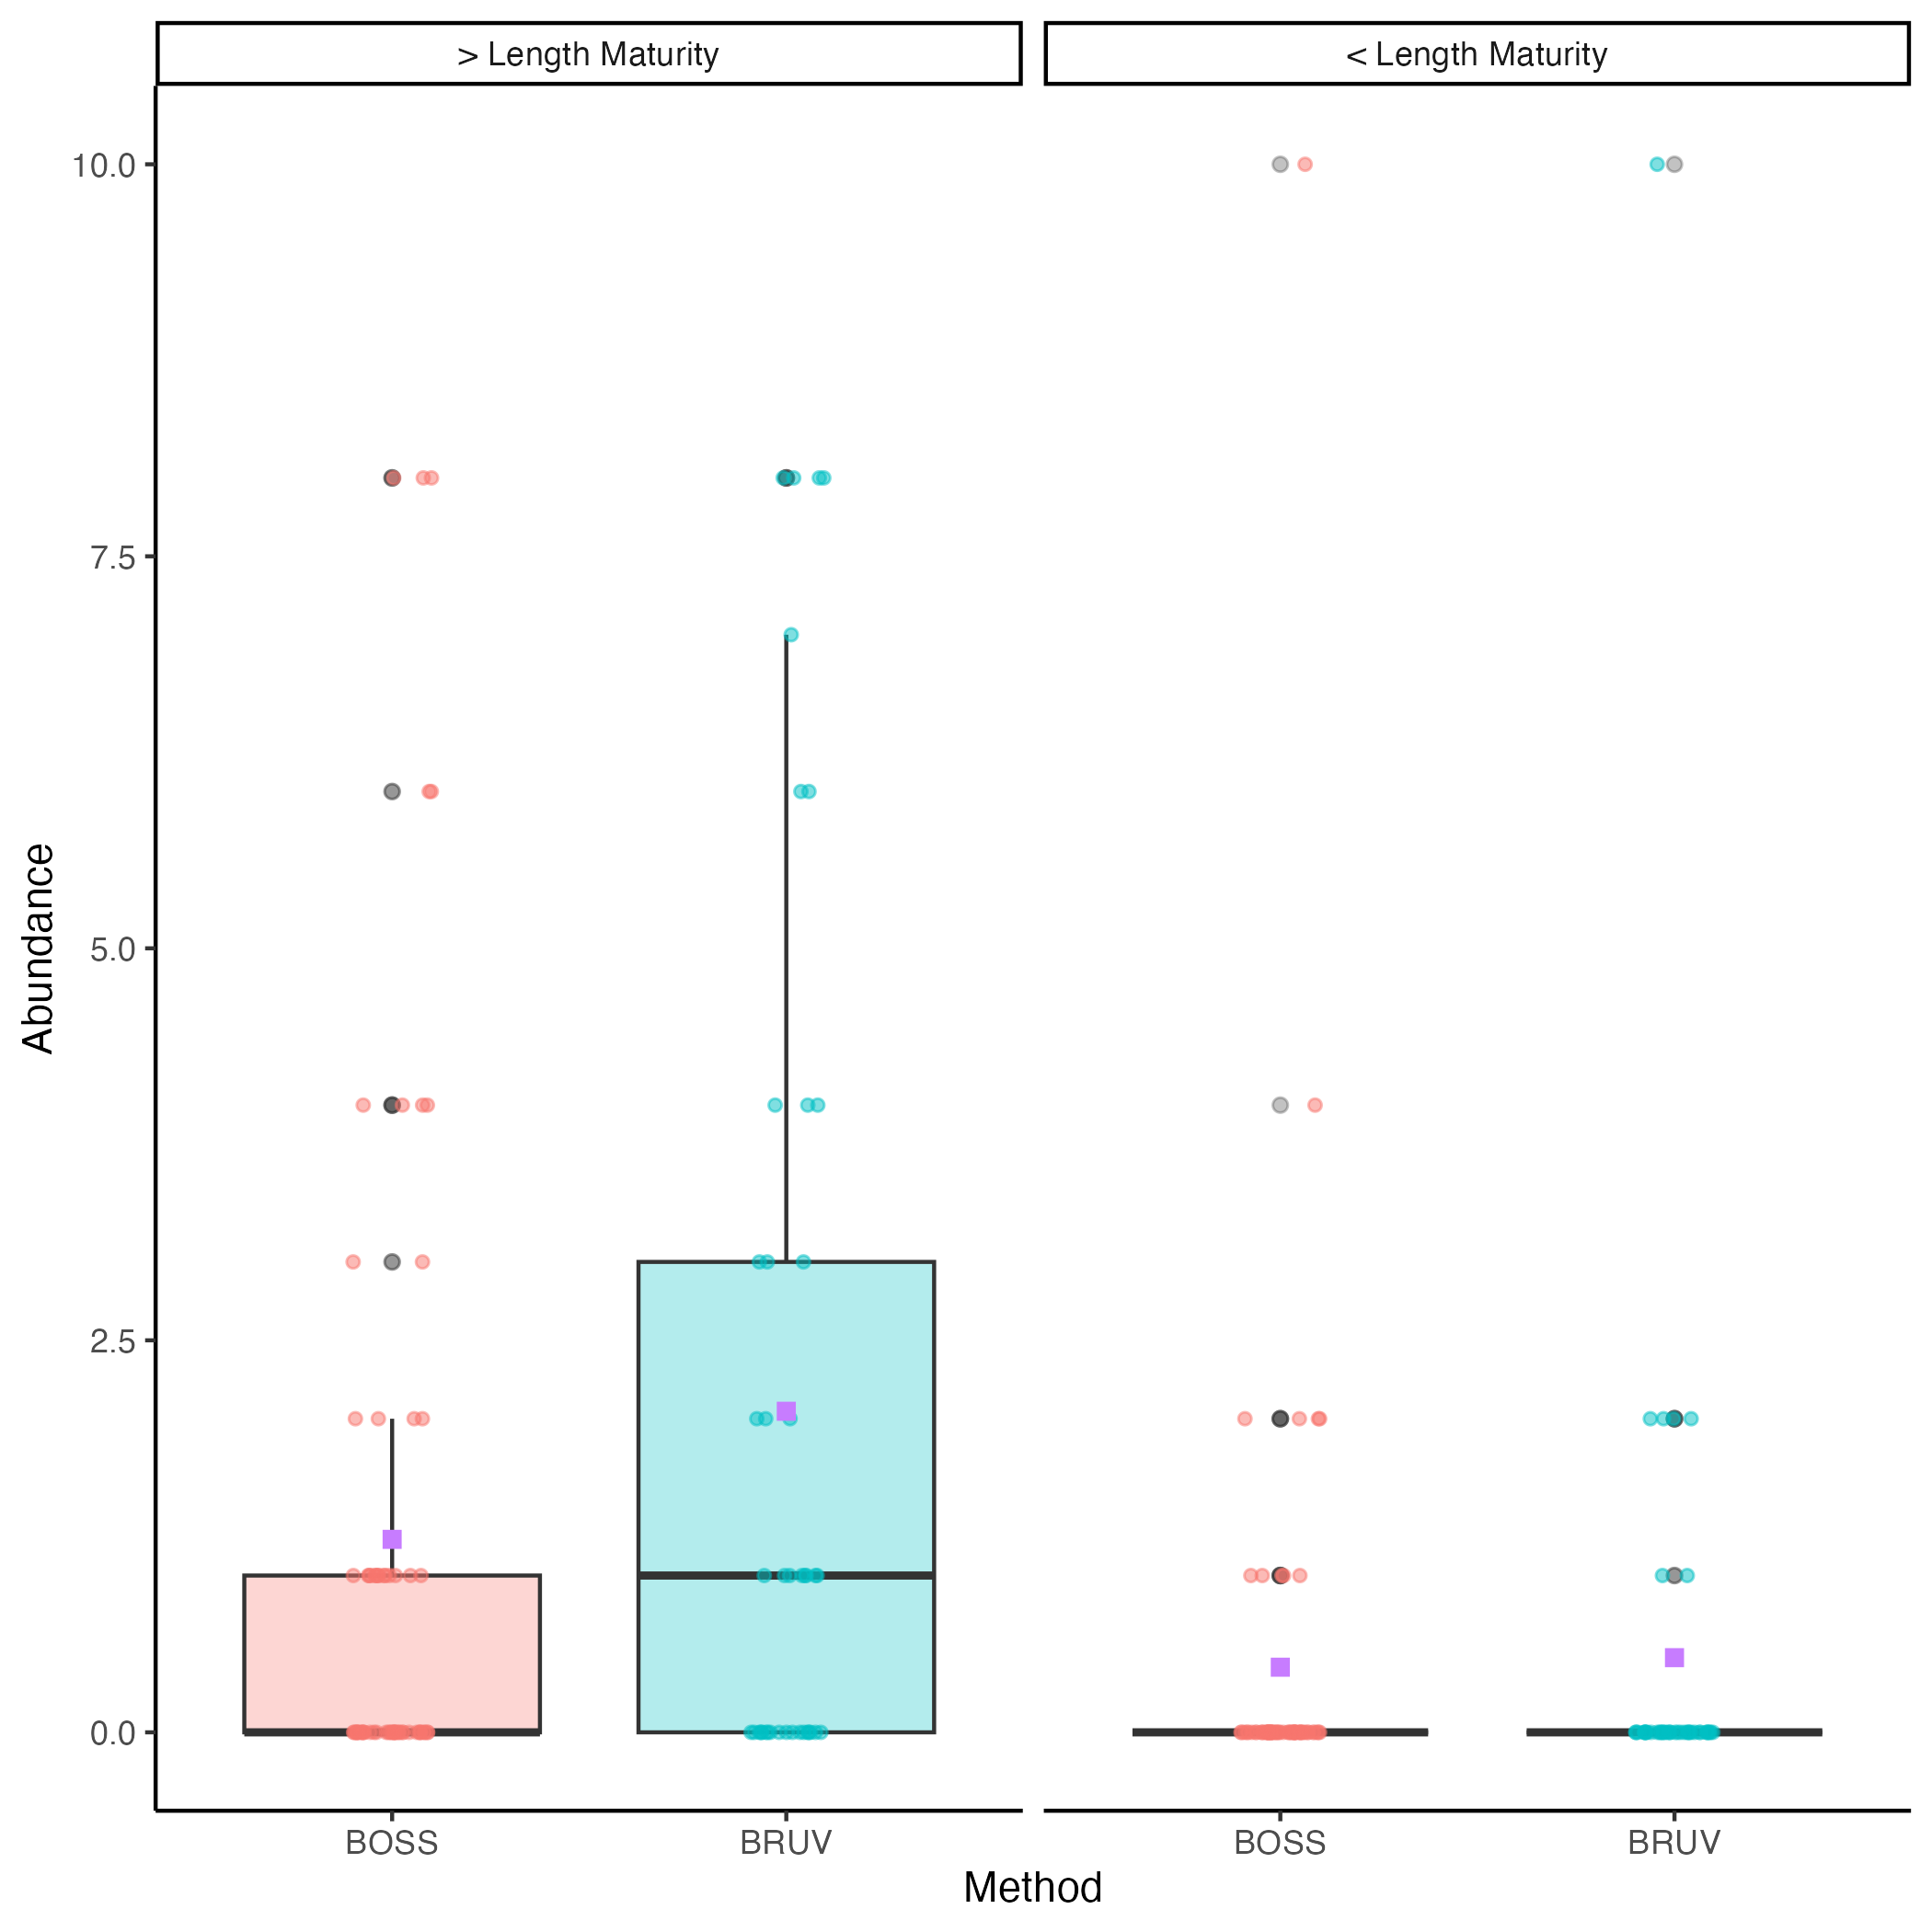 > Length Maturity
< Length Maturity
10.0
7.5
5.0
2.5
0.0
Abundance
BOSS
BRUV
BOSS
BRUV
Method